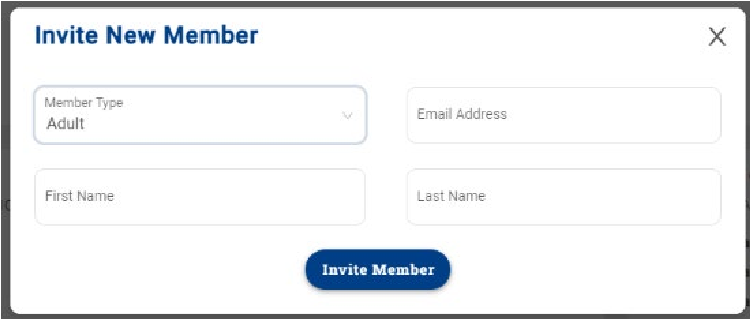 Invite New Member
Member Type
Adult
Email Address
First Name
Last Name
Invite Member